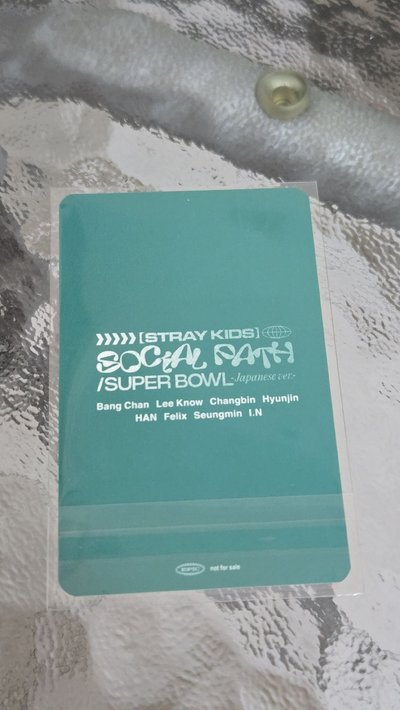 [STRAY KIDS]
SOCIAL PATH
/SUPER BOWL -Japanese ver.-
Bang Chan Lee Know Changbin Hyunjin
HAN Felix Seungmin I.N
not for sale